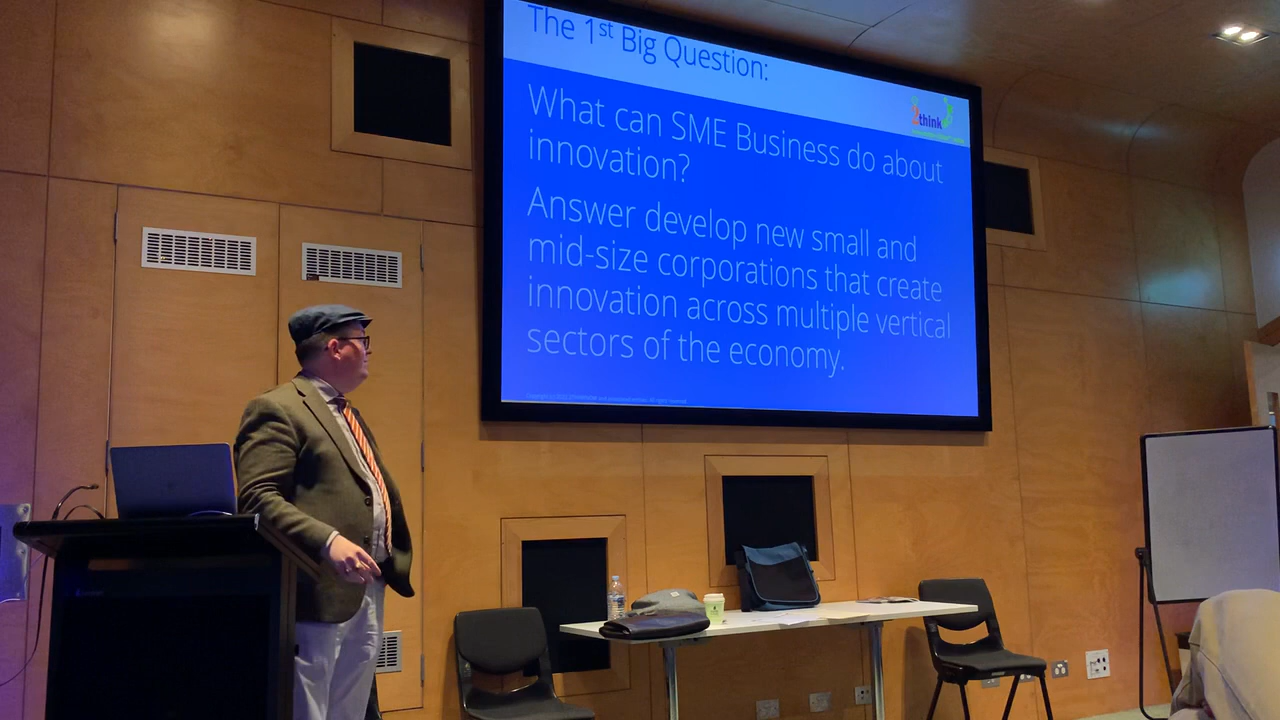 The 1st Big Question:
2think
What can SME Business do about
innovation?
Answer develop new small and
mid-size corporations that create
innovation across multiple vertical
sectors of the economy.